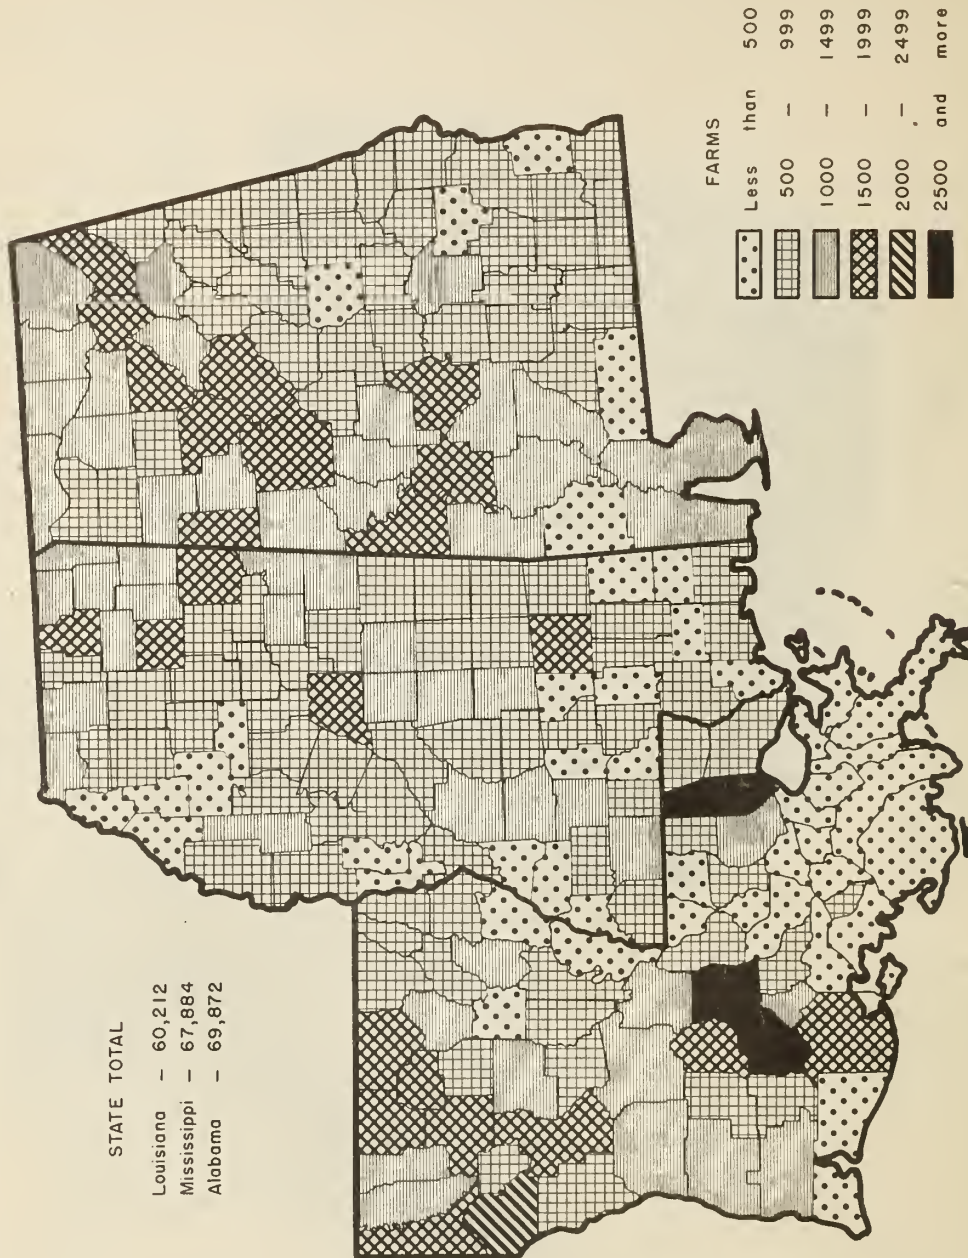 STATE TOTAL
Louisiana – 60,212
Mississippi – 67,884
Alabama – 69,872
FARMS
Less than 500
500 – 999
1000 – 1499
1500 – 1999
2000 – 2499
2500 and more